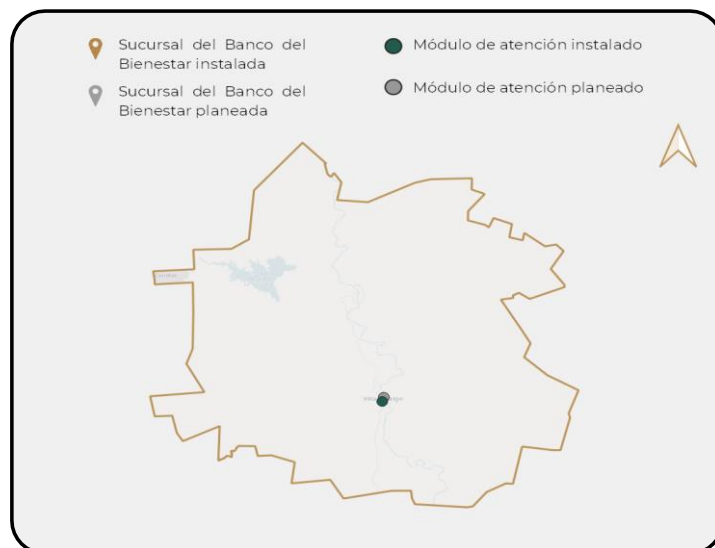 Sucursal del Banco del
Bienestar instalada
Sucursal del Banco del
Bienestar planeada
Módulo de atención instalado
Módulo de atención planeado